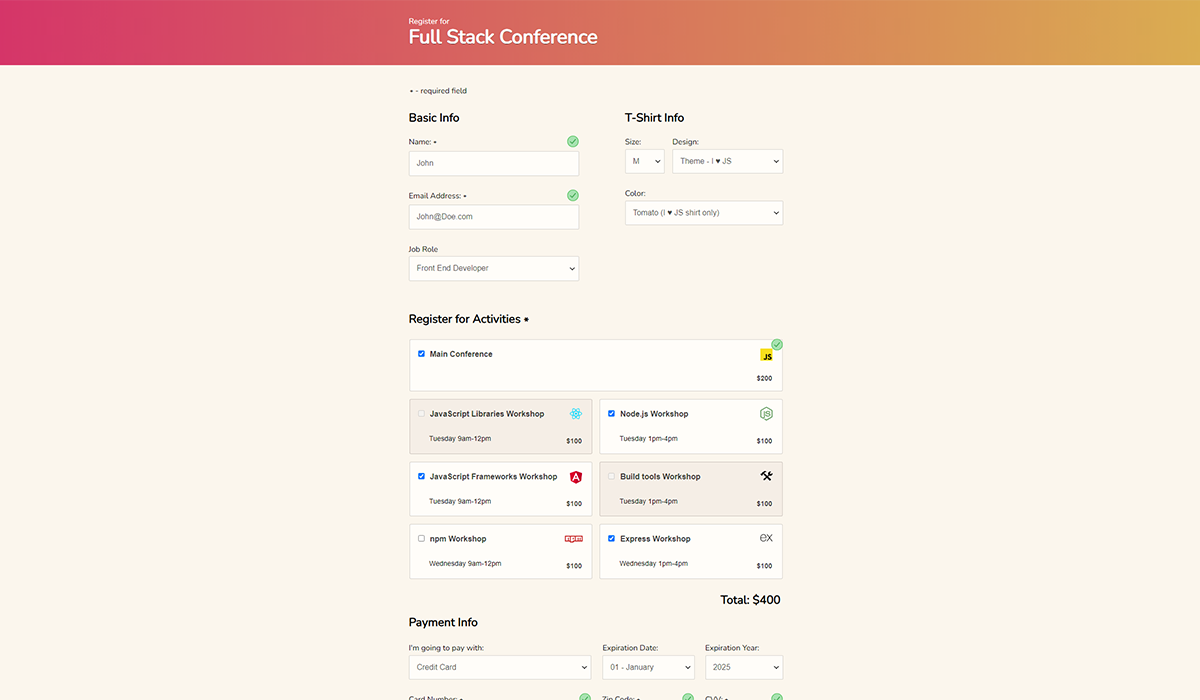 Register for
Full Stack Conference
* - required field
Basic Info
Name: *
John
Email Address: *
John@Doe.com
Job Role
Front End Developer
T-Shirt Info
Size:
M
Design:
Theme - I ♥ JS
Color:
Tomato (I ♥ JS shirt only)
Register for Activities *
Main Conference
JS
$200
JavaScript Libraries Workshop
Tuesday 9am-12pm
$100
Node.js Workshop
JS
Tuesday 1pm-4pm
$100
JavaScript Frameworks Workshop
A
Tuesday 9am-12pm
$100
Build tools Workshop
Tuesday 1pm-4pm
$100
npm Workshop
npm
Wednesday 9am-12pm
$100
Express Workshop
ex
Wednesday 1pm-4pm
$100
Total: $400
Payment Info
I'm going to pay with:
Credit Card
Expiration Date:
01 - January
Expiration Year:
2025
Card Number: *
Zip Code: *
CVV: *